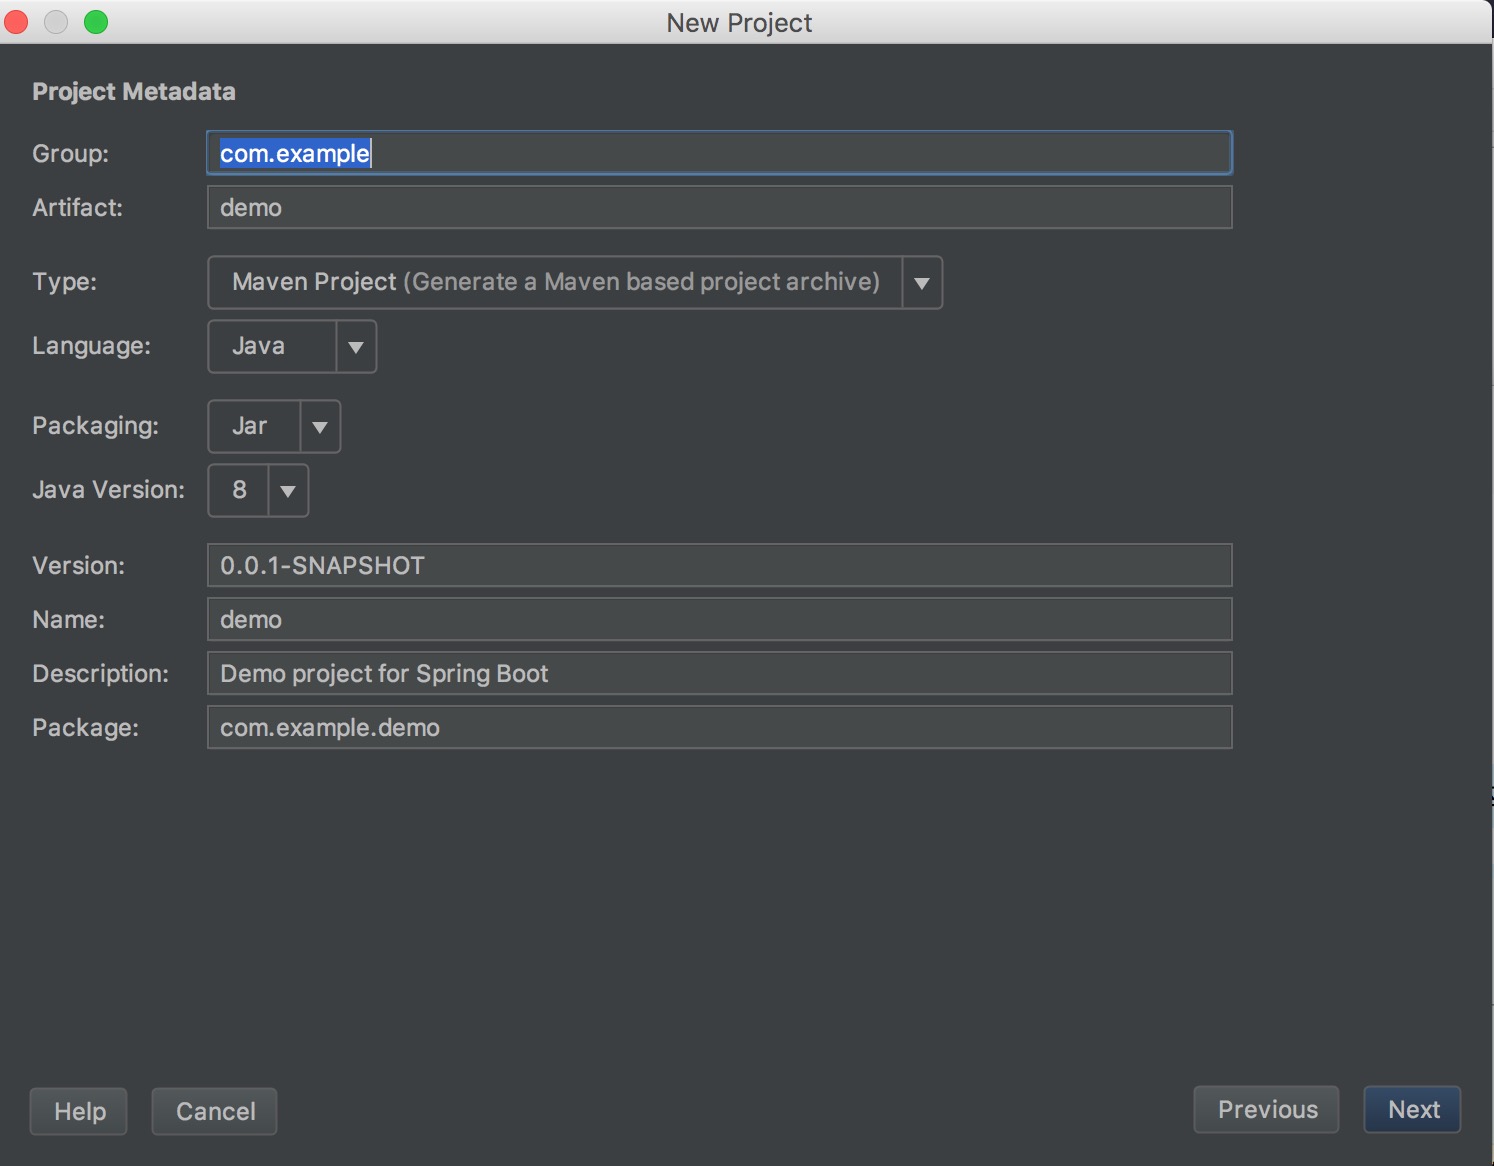 New Project
Project Metadata
Group: com.example
Artifact: demo
Type: Maven Project (Generate a Maven based project archive)
Language: Java
Packaging: Jar
Java Version: 8
Version: 0.0.1-SNAPSHOT
Name: demo
Description: Demo project for Spring Boot
Package: com.example.demo
Help Cancel Previous Next